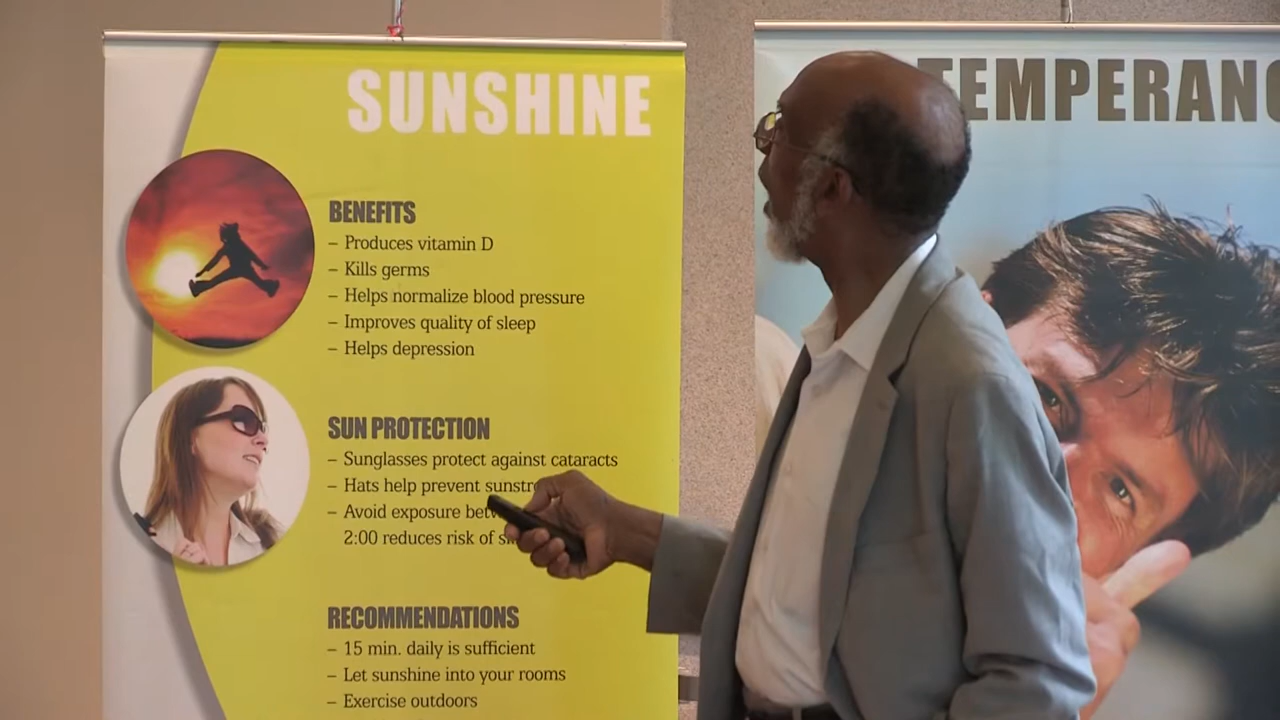 SUNSHINE
BENEFITS
– Produces vitamin D
– Kills germs
– Helps normalize blood pressure
– Improves quality of sleep
– Helps depression
SUN PROTECTION
– Sunglasses protect against cataracts
– Hats help prevent
– Avoid exposure
2:00 reduces risk of
RECOMMENDATIONS
– 15 min. daily is sufficient
– Let sunshine into your rooms
– Exercise outdoors
TEMPERANC